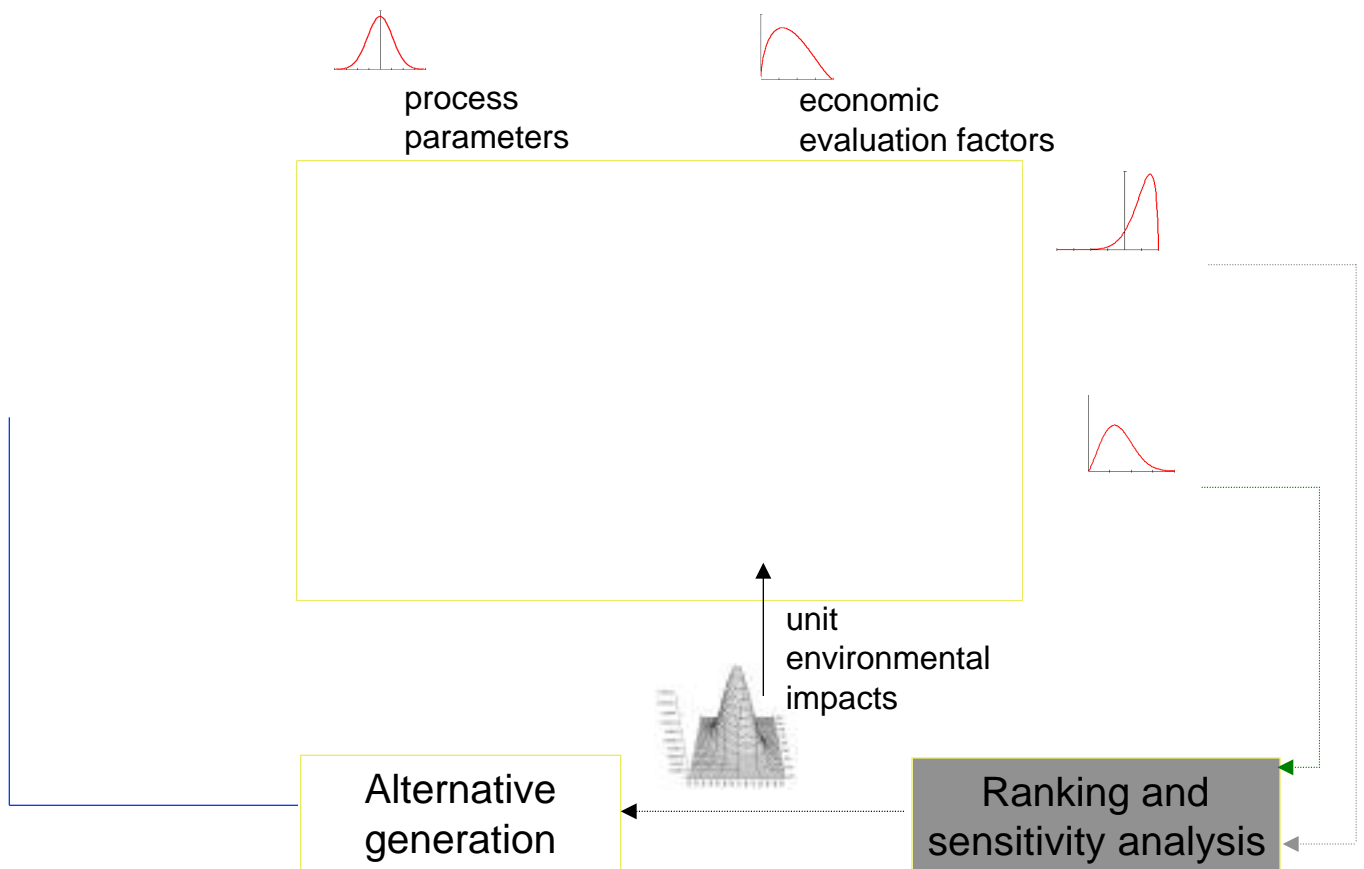 process
parameters
economic
evaluation factors
unit
environmental
impacts
Alternative
generation
Ranking and
sensitivity analysis